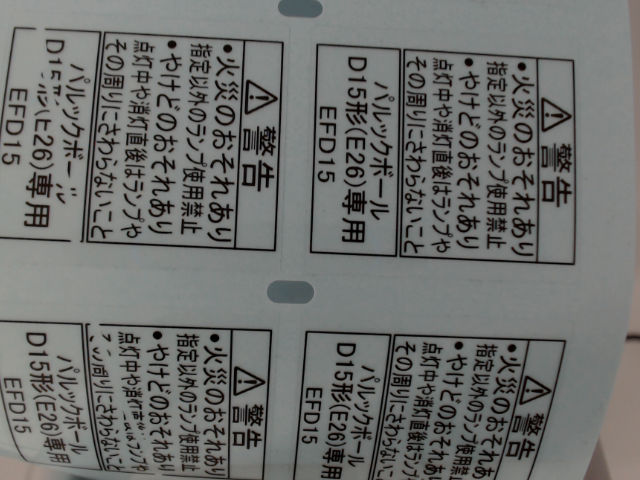 警告
・火災のおそれあり
指定以外のランプ使用禁止
・やけどのおそれあり
点灯中や消灯直後はランプや
その周りにさわらないこと
パルックボール
D15形(E26)専用
EFD15
警告
・火災のおそれあり
指定以外のランプ使用禁止
・やけどのおそれあり
点灯中や消灯直後はランプや
その周りにさわらないこと
パルックボール
D15形(E26)専用
EFD15
警告
・火災のおそれあり
指定以外のランプ使用禁止
・やけどのおそれあり
点灯中や消灯直後はランプや
周りにさわらないこと
パルックボール
D15形(E26)専用
EFD15
警告
・火災のおそれあ
指定以外のランプ使用
・やけどのおそれあ
点灯中や消灯直後はラン
その周りにさわらない
パルックボール
D15形(E26)専用
EFD15